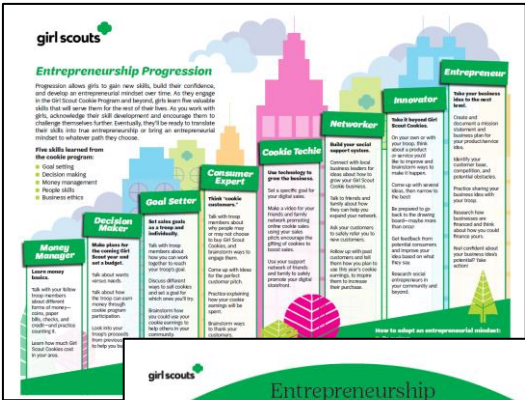 girl scouts
Entrepreneurship Progression
Progression allows girls to gain new skills, build their confidence,
and develop an entrepreneurial mindset over time. As they engage
in the Girl Scout Cookie Program and beyond, girls learn five valuable
skills that will serve them for the rest of their lives. As you work with
girls, acknowledge their skill development and encourage them to
challenge themselves further. Eventually, they'll be ready to translate
their skills into true entrepreneurship or bring an entrepreneurial
mindset to whatever path they choose.
Five skills learned from
the cookie program:
Goal setting
Decision making
Money management
People skills
Business ethics
Money
Manager
Learn money
basics.
Talk with your fellow
troop members
about different
forms of money—
coins, paper
bills, checks, and
credit—and practice
counting it.
Learn how much Girl
Scout Cookies cost
in your area.
Decision
Maker
Make plans for
the coming Girl
Scout year and
set a budget.
Talk about wants
versus needs.
Talk about how
the troop can earn
money through
cookie program
participation.
Look into your
troop's proceeds
from previous
to help you bu
Goal Setter
Set sales goals
as a troop and
individually.
Talk with troop
members about
how you can work
together to reach
your troop's goal.
Discuss different
ways to sell cookies
and set a goal for
which ones you'll try.
Brainstorm how
you could use your
cookie earnings to
help others in your
community.
Consumer
Expert
Think "cookie
customers."
Talk with troop
members about
why people may
or may not choose
to buy Girl Scout
Cookies, and
brainstorm ways to
engage them.
Come up with ideas
for the perfect
customer pitch.
Practice explaining
how your cookie
earnings will be
spent.
Brainstorm ways
to thank your
customers.
Cookie Techie
Use technology to
grow the business.
Set a specific goal for
your digital sales.
Make a video for your
friends and family
network promoting
online cookie sales
using your sales
pitch; encourage the
gifting of cookies to
boost sales.
Use your support
network of friends
and family to safely
promote your digital
storefront.
Networker
Build your social
support system.
Connect with local
business leaders for
ideas about how to
grow your Girl Scout
Cookie business.
Talk to friends and
family about how
they can help you
expand your network.
Ask your customers
to safely refer you to
new customers.
Follow up with past
customers and tell
them how you plan to
use this year's cookie
earnings, to inspire
them to increase
their purchase.
Innovator
Take it beyond Girl
Scout Cookies.
On your own or with
your troop, think
about a product
or service you'd
like to improve and
brainstorm ways to
make it happen.
Come up with several
ideas, then narrow to
the best!
Be prepared to go
back to the drawing
board—maybe more
than once!
Get feedback from
potential consumers,
and improve your
idea based on what
they say.
Research social
entrepreneurs in
your community and
beyond.
Entrepreneur
Take your business
idea to the next
level.
Create and
document a mission
statement and
business plan for
your product/service
idea.
Identify your
customer base,
competition, and
potential obstacles.
Practice sharing your
business idea with
your troop.
Research how
businesses are
financed and think
about how you could
finance yours.
Not confident about
your business idea's
potential? Take
action!
How to adopt an entrepreneurial mindset:
girl scouts
Entrepreneurship